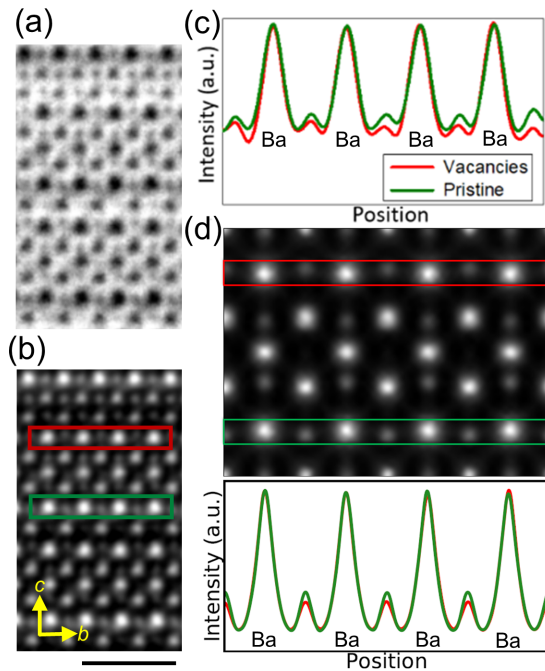 (a)
(b)
c
b
(c)
Intensity (a.u.)
Ba Ba Ba Ba
Vacancies
Pristine
Position
(d)
Intensity (a.u.)
Ba Ba Ba Ba
Position